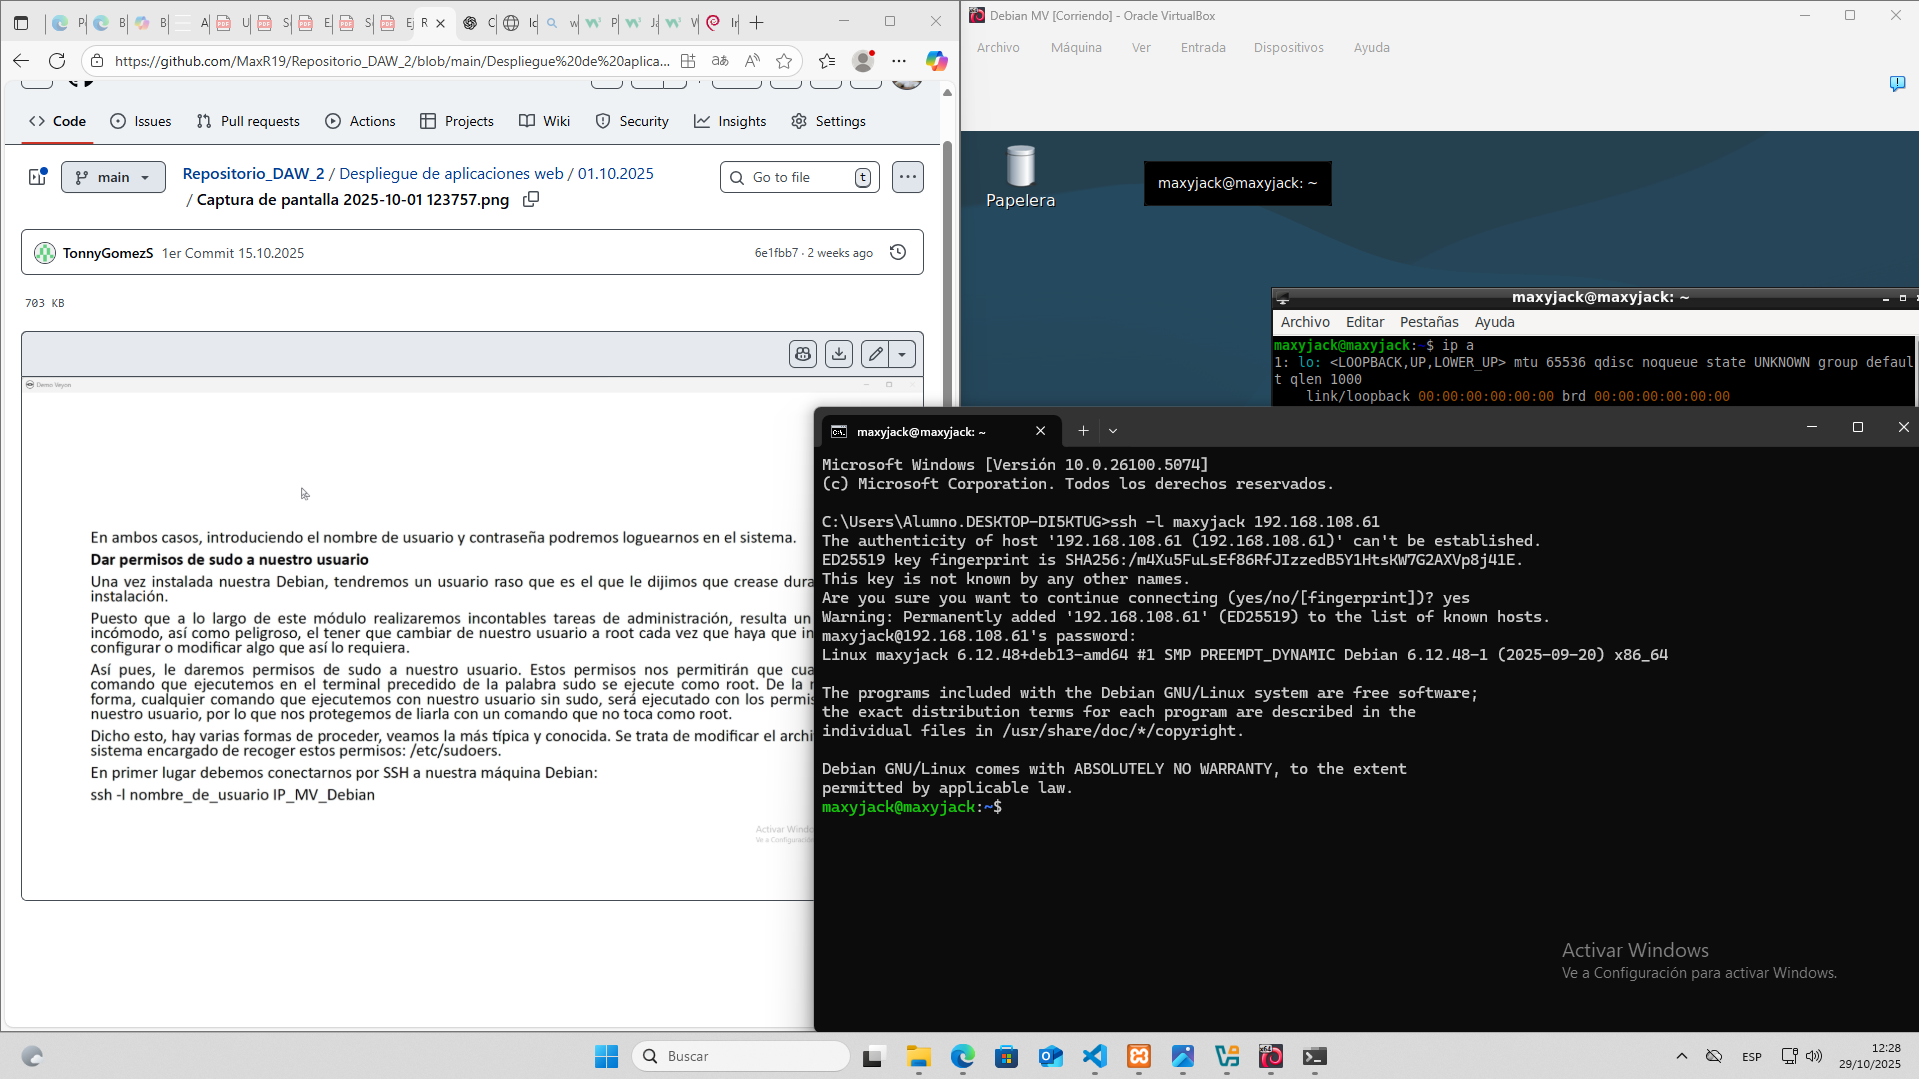 https://github.com/MaxR19/Repositorio_DAW_2/blob/main/Despliegue%20de%20aplica...
Code
Issues
Pull requests
Actions
Projects
Wiki
Security
Insights
Settings
main
Repositorio_DAW_2 / Despliegue de aplicaciones web / 01.10.2025
/ Captura de pantalla 2025-10-01 123757.png
Go to file
t
TonnyGomezS 1er Commit 15.10.2025
6e1fbb7 · 2 weeks ago
703 KB
Demo Veyon
En ambos casos, introduciendo el nombre de usuario y contraseña podremos loguearnos en el sistema.
Dar permisos de sudo a nuestro usuario
Una vez instalada nuestra Debian, tendremos un usuario raso que es el que le dijimos que crease dura
instalación.
Puesto que a lo largo de este módulo realizaremos incontables tareas de administración, resulta un
incómodo, así como peligroso, el tener que cambiar de nuestro usuario a root cada vez que haya que in
configurar o modificar algo que así lo requiera.
Así pues, le daremos permisos de sudo a nuestro usuario. Estos permisos nos permitirán que cua
comando que ejecutemos en el terminal precedido de la palabra sudo se ejecute como root. De la
forma, cualquier comando que ejecutemos con nuestro usuario sin sudo, será ejecutado con los permis
nuestro usuario, por lo que nos protegemos de liarla con un comando que no toca como root.
Dicho esto, hay varias formas de proceder, veamos la más típica y conocida. Se trata de modificar el archi
sistema encargado de recoger estos permisos: /etc/sudoers.
En primer lugar debemos conectarnos por SSH a nuestra máquina Debian:
ssh -l nombre_de_usuario IP_MV_Debian
Activar Windo
Ve a Configuració
Debian MV [Corriendo] - Oracle VirtualBox
Archivo
Máquina
Ver
Entrada
Dispositivos
Ayuda
Papelera
maxyjack@maxyjack: ~
maxyjack@maxyjack: ~
Archivo Editar Pestañas Ayuda
maxyjack@maxyjack:~$ ip a
1: lo: <LOOPBACK,UP,LOWER_UP> mtu 65536 qdisc noqueue state UNKNOWN group defaul
t qlen 1000
link/loopback 00:00:00:00:00:00 brd 00:00:00:00:00:00
maxyjack@maxyjack: ~
Microsoft Windows [Versión 10.0.26100.5074]
(c) Microsoft Corporation. Todos los derechos reservados.
C:\Users\Alumno.DESKTOP-DI5KTUG>ssh -l maxyjack 192.168.108.61
The authenticity of host '192.168.108.61 (192.168.108.61)' can't be established.
ED25519 key fingerprint is SHA256:/m4Xu5FuLsEf86RfJIzzedB5Y1HtsKW7G2AXVp8j41E.
This key is not known by any other names.
Are you sure you want to continue connecting (yes/no/[fingerprint])? yes
Warning: Permanently added '192.168.108.61' (ED25519) to the list of known hosts.
maxyjack@192.168.108.61's password:
Linux maxyjack 6.12.48+deb13-amd64 #1 SMP PREEMPT_DYNAMIC Debian 6.12.48-1 (2025-09-20) x86_64
The programs included with the Debian GNU/Linux system are free software;
the exact distribution terms for each program are described in the
individual files in /usr/share/doc/*/copyright.
Debian GNU/Linux comes with ABSOLUTELY NO WARRANTY, to the extent
permitted by applicable law.
maxyjack@maxyjack:~$
Activar Windows
Ve a Configuración para activar Windows.
Buscar
ESP
12:28
29/10/2025